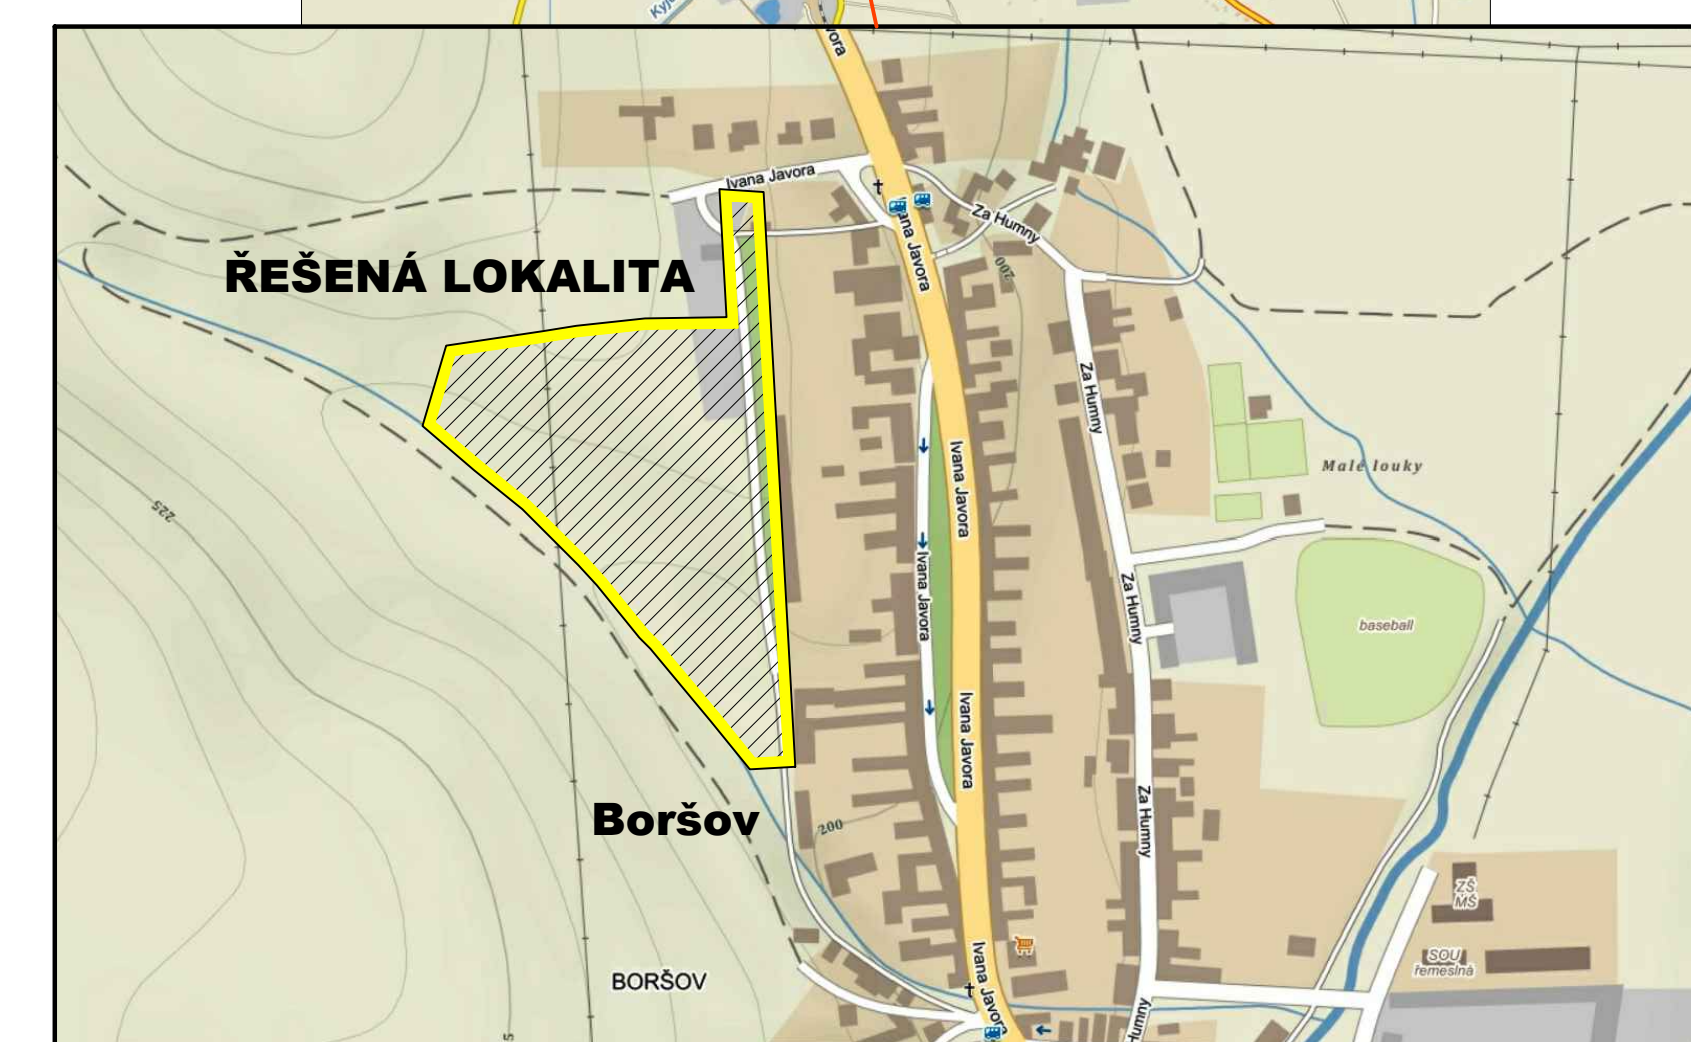 Ivana Javora
Ivana Javora
Za Humny
200
ŘEŠENÁ LOKALITA
Za Humny
Ivana Javora
Malé louky
225
Ivana Javora
Za Humny
baseball
Ivana Javora
Boršov
200
Za Humny
ZŠ
MŠ
BORŠOV
Ivana Javora
SOU
řemeslná